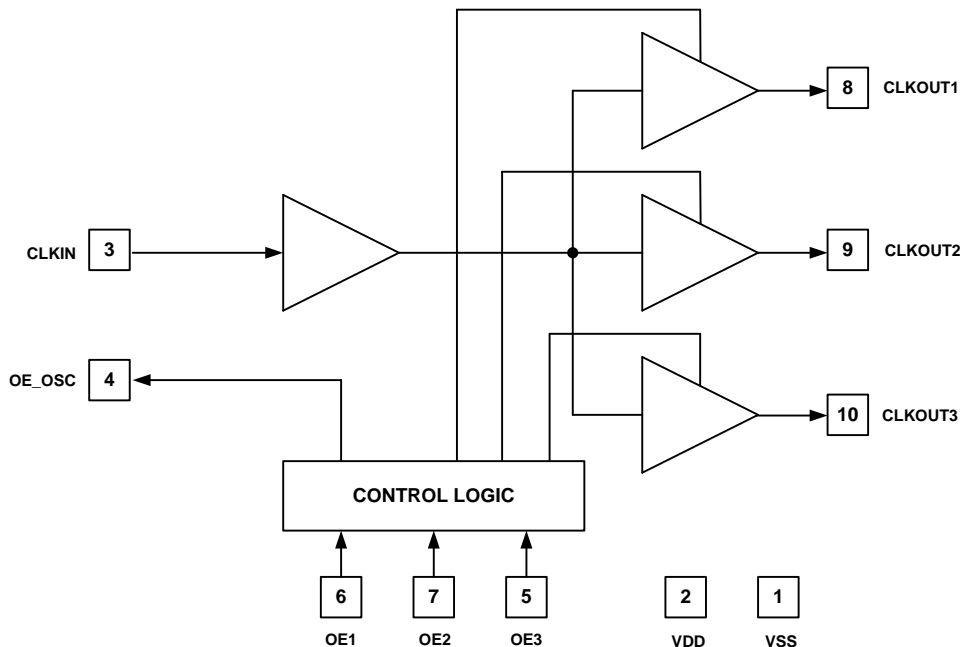 8 CLKOUT1
CLKIN 3
9 CLKOUT2
OE_OSC 4
10 CLKOUT3
CONTROL LOGIC
6 7 5 2 1
OE1 OE2 OE3 VDD VSS